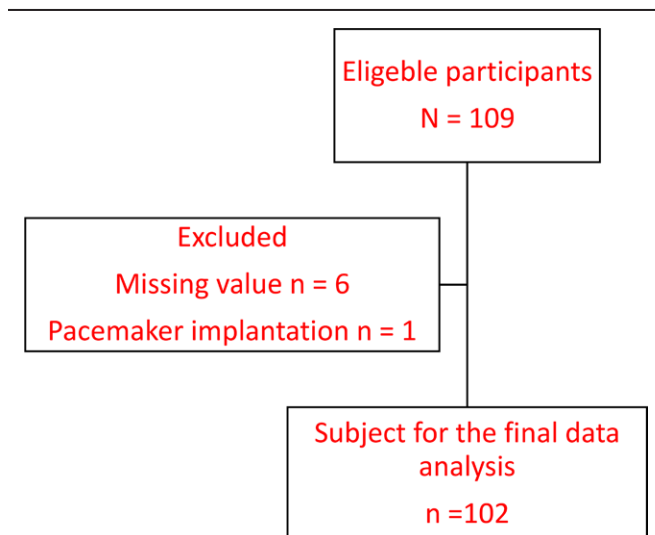 Eligeble participants
N = 109
Excluded
Missing value n = 6
Pacemaker implantation n = 1
Subject for the final data
analysis
n =102